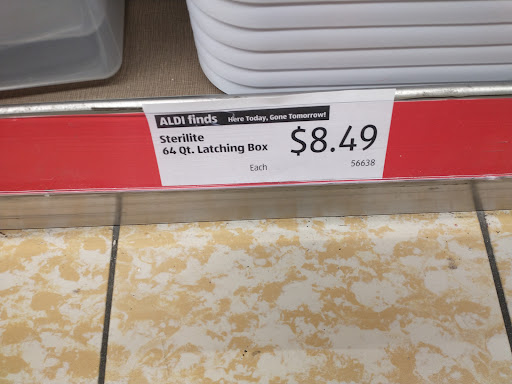 ALDI finds Here Today, Gone Tomorrow!
Sterilite
64 Qt. Latching Box $8.49
Each 56638